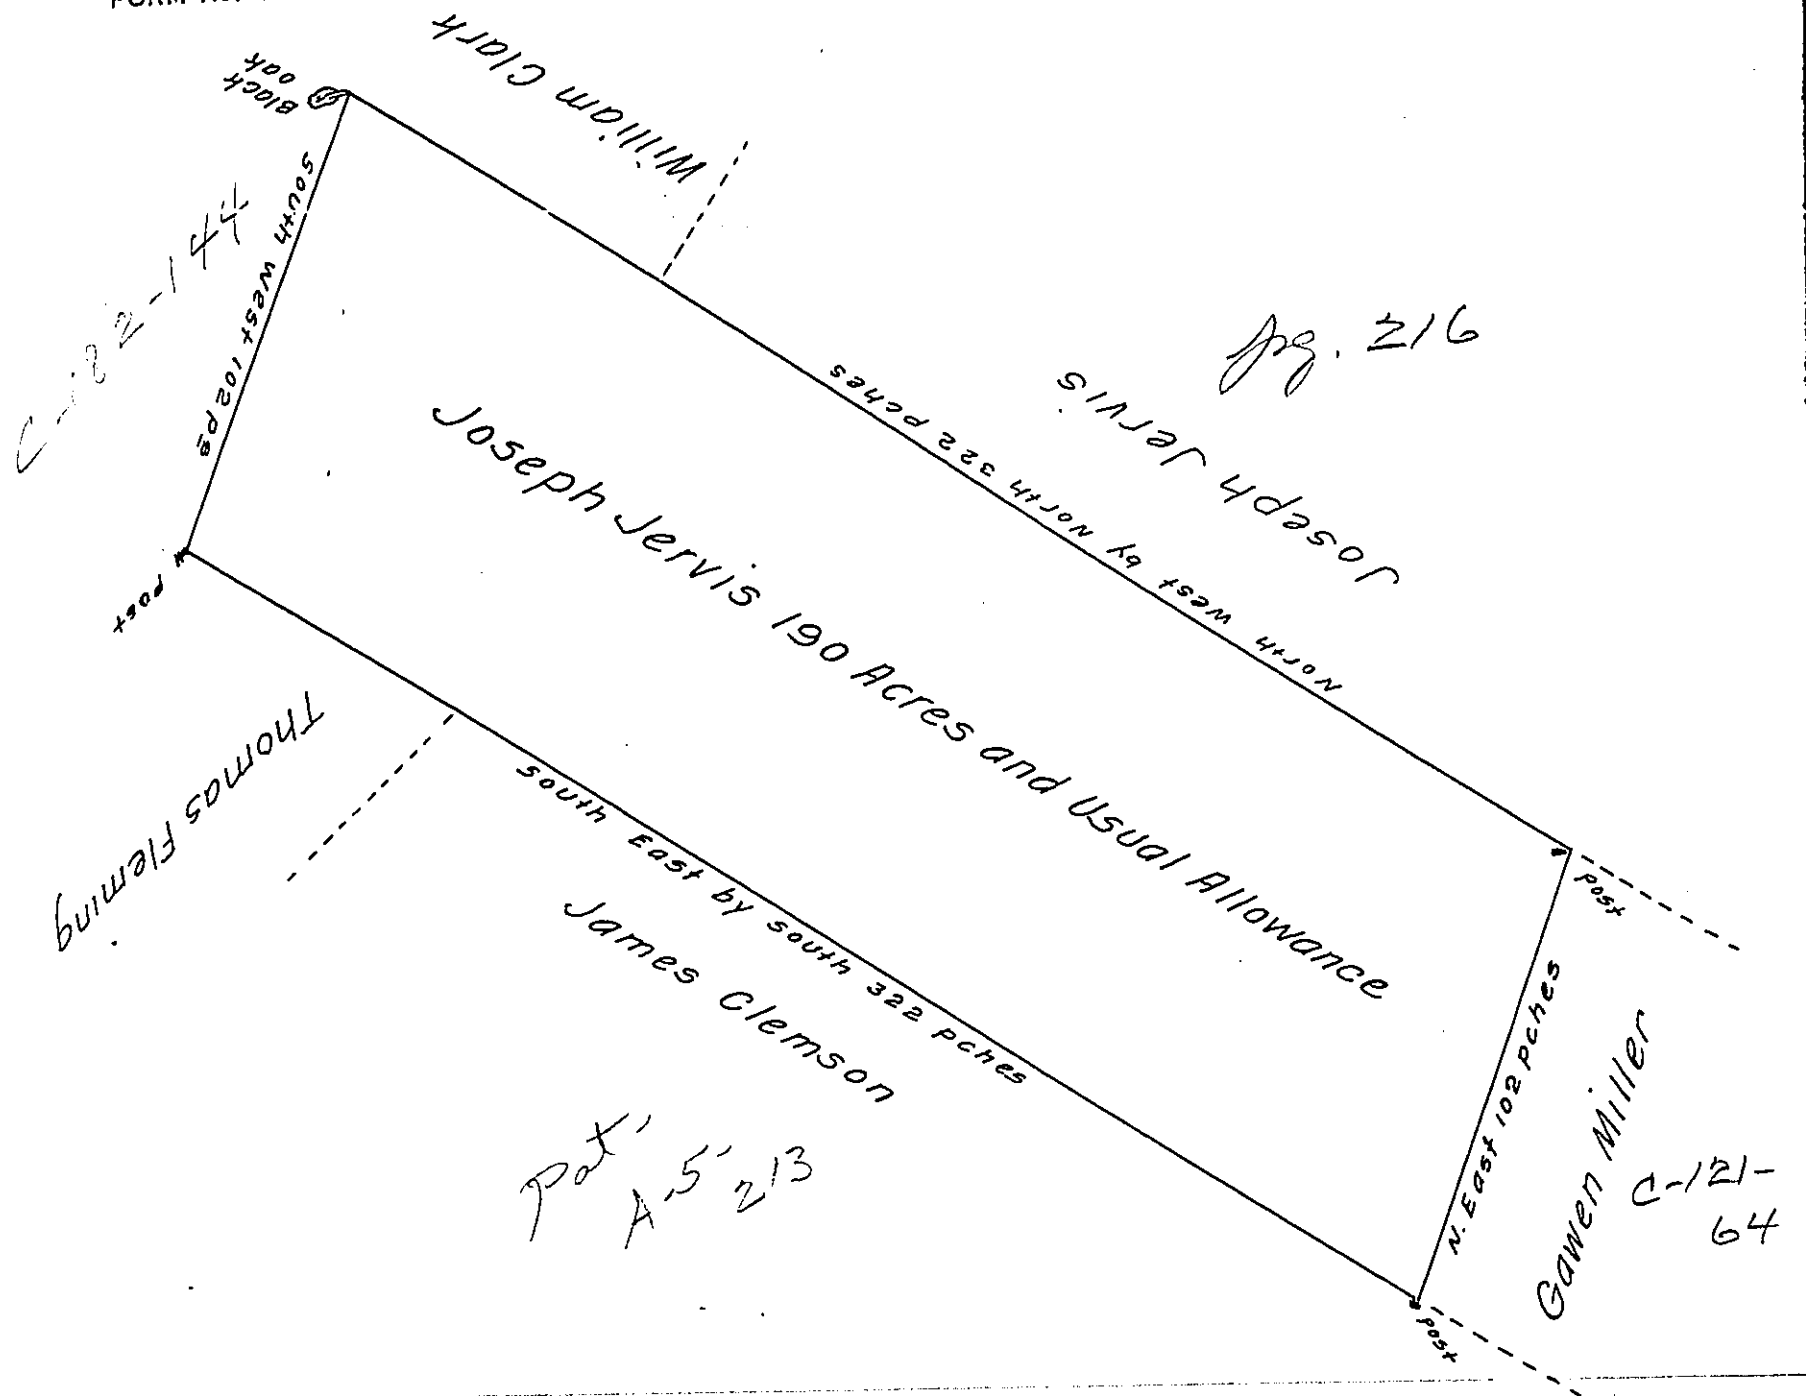 William Clark
Black
oak
C-182-144
South West 102 Ps
pg. 216
Joseph Jervis
North West by North 322 Pches
Joseph Jervis 190 Acres and Usual Allowance
Post
Thomas Fleming
South East by South 322 Pches
James Clemson
Post
N. East 102 Pches
Gawen Miller
C-121-
64
Pat.
A-5-213
Post